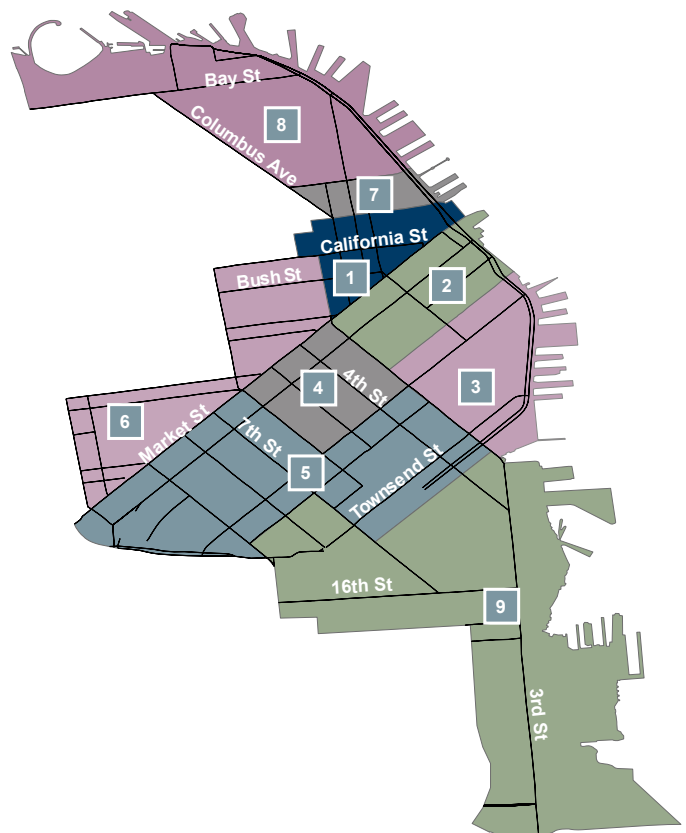 Bay St
8
Columbus Ave
7
California St
Bush St
1
2
4
4th St
3
6
Market St
7th St
5
Townsend St
16th St
9
3rd St